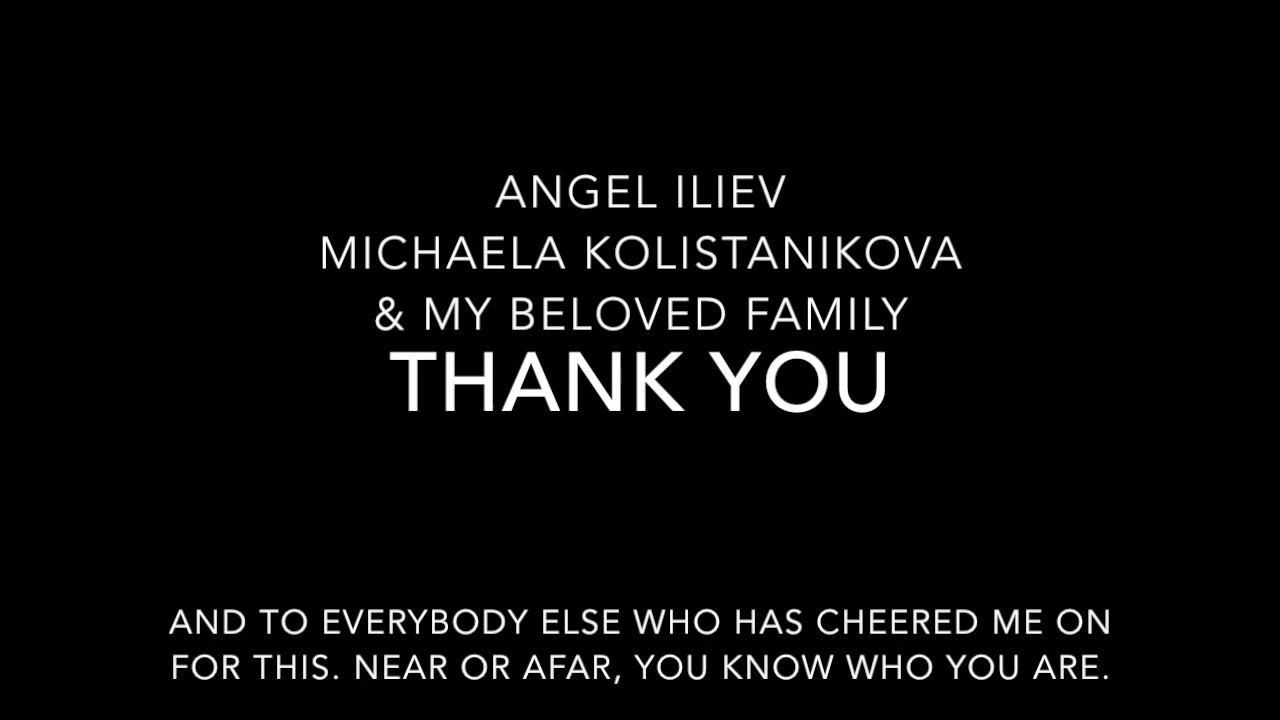 ANGEL ILIEV
MICHAELA KOLISTANIKOVA
& MY BELOVED FAMILY
THANK YOU
AND TO EVERYBODY ELSE WHO HAS CHEERED ME ON
FOR THIS. NEAR OR AFAR, YOU KNOW WHO YOU ARE.